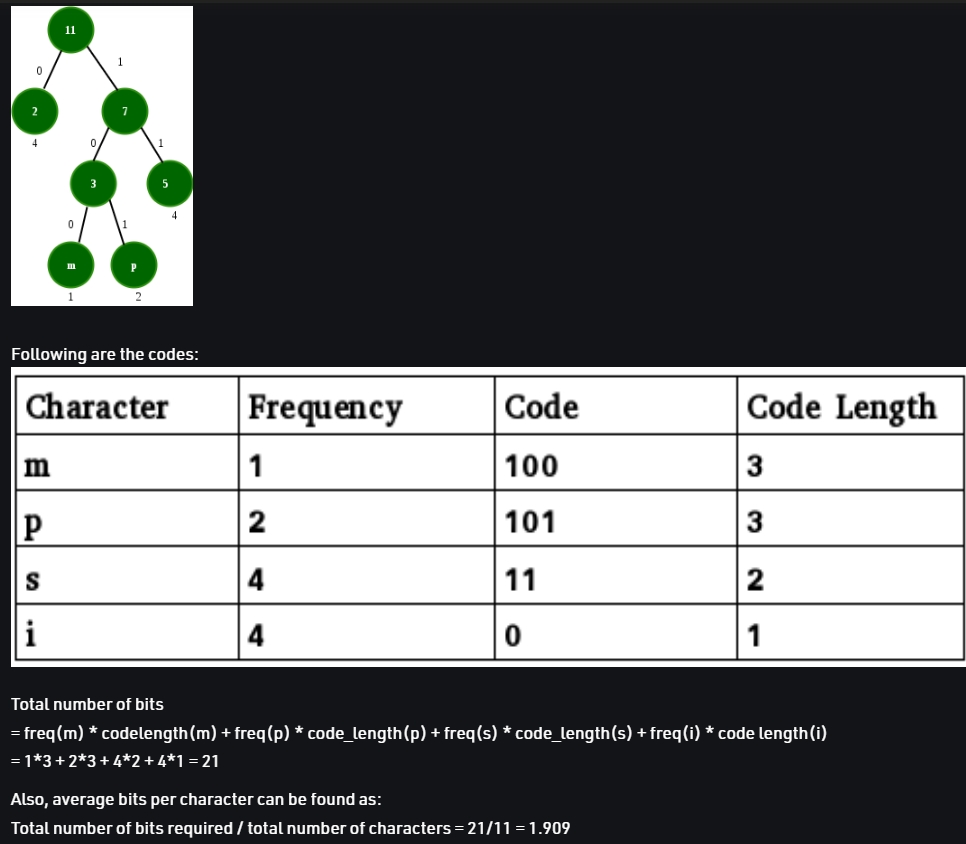 11
0
1
2
7
4
0
1
3
5
4
0
1
m
p
1
2
Following are the codes:
Character Frequency Code Code Length
m 1 100 3
p 2 101 3
s 4 11 2
i 4 0 1
Total number of bits
= freq(m) * codelength(m) + freq(p) * code_length(p) + freq(s) * code_length(s) + freq(i) * code length(i)
= 1*3 + 2*3 + 4*2 + 4*1 = 21
Also, average bits per character can be found as:
Total number of bits required / total number of characters = 21/11 = 1.909